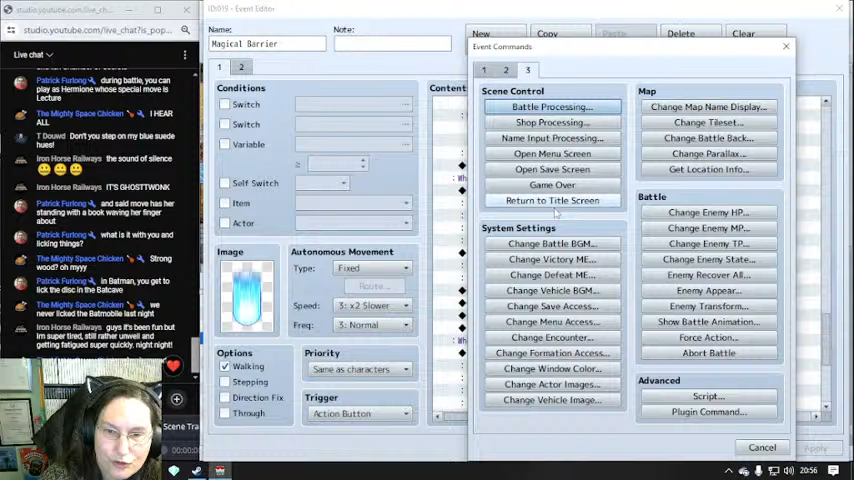 studio.youtube.com/live_chat?is_pop...
studio.youtube.com/live_chat?is_pop...
Live chat
Patrick Furlong during battle, you can
play as Hermione whose special move is
Lecture
The Mighty Space Chicken I HEAR
ALL
T Douwd Don't you step on my blue suede
hues!
Iron Horse Railways the sound of silence
Iron Horse Railways IT'S GHOSTTWONK
Patrick Furlong and said move has her
standing with a book waving her finger
about
Patrick Furlong what is it with you and
licking things?
The Mighty Space Chicken Strong
wood? oh myyy
Patrick Furlong in Batman, you get to
lick the disc in the Batcave
The Mighty Space Chicken we
never licked the Batmobile last night
Iron Horse Railways guys it's been fun but
Im super tired, still rather unwell and
getting fatigued super quickly. night night!
Scene Tra
ID:019 - Event Editor
Name:
Magical Barrier
Note:
New
Copy
Paste
Delete
Clear
1
2
Conditions
Switch
Switch
Variable
≥
Self Switch
Item
Actor
Image
Autonomous Movement
Type: Fixed
Route...
Speed: 3: x2 Slower
Freq: 3: Normal
Options
Walking
Stepping
Direction Fix
Through
Priority
Same as characters
Trigger
Action Button
Event Commands
1
2
3
Scene Control
Battle Processing...
Shop Processing...
Name Input Processing...
Open Menu Screen
Open Save Screen
Game Over
Return to Title Screen
System Settings
Change Battle BGM...
Change Victory ME...
Change Defeat ME...
Change Vehicle BGM...
Change Save Access...
Change Menu Access...
Change Encounter...
Change Formation Access...
Change Window Color...
Change Actor Images...
Change Vehicle Image...
Map
Change Map Name Display...
Change Tileset...
Change Battle Back...
Change Parallax...
Get Location Info...
Battle
Change Enemy HP...
Change Enemy MP...
Change Enemy TP...
Change Enemy State...
Enemy Recover All...
Enemy Appear...
Enemy Transform...
Show Battle Animation...
Force Action...
Abort Battle
Advanced
Script...
Plugin Command...
Cancel
Apply
20:56